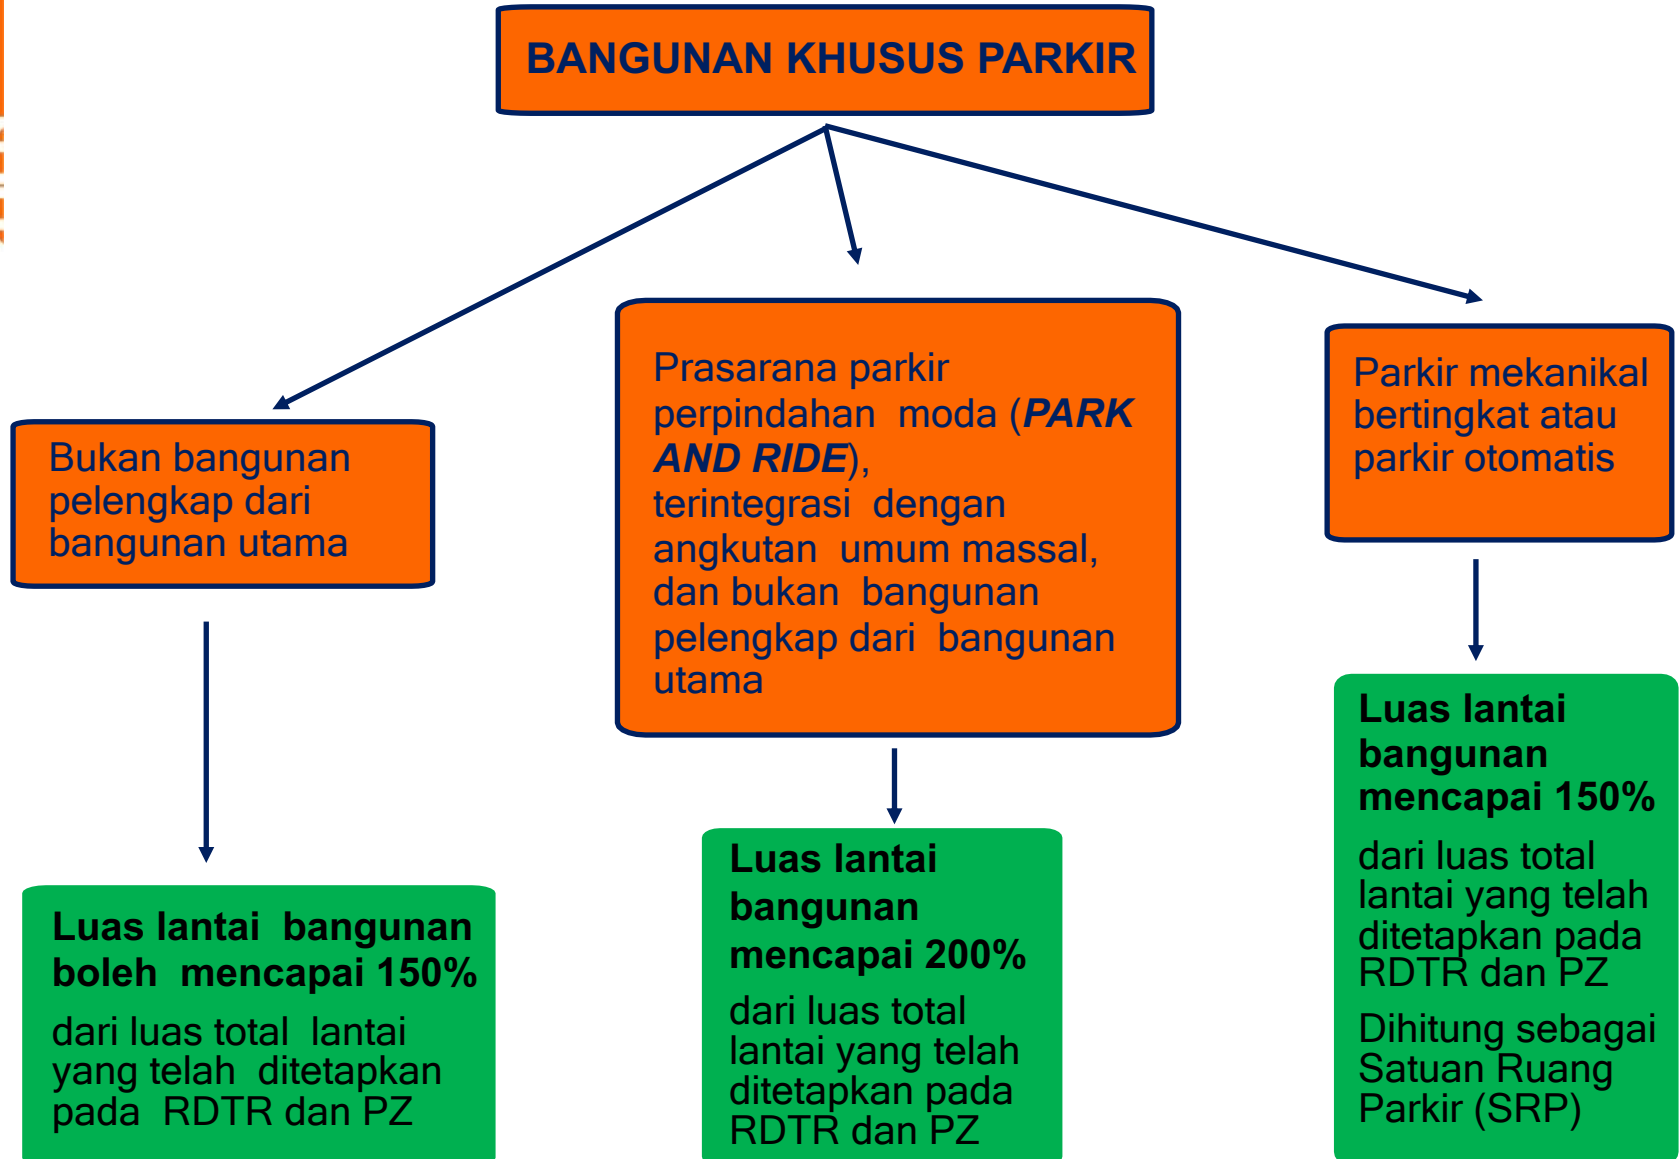 BANGUNAN KHUSUS PARKIR
Bukan bangunan
pelengkap dari
bangunan utama
Prasarana parkir
perpindahan moda (PARK
AND RIDE),
terintegrasi dengan
angkutan umum massal,
dan bukan bangunan
pelengkap dari bangunan
utama
Parkir mekanikal
bertingkat atau
parkir otomatis
Luas lantai bangunan
boleh mencapai 150%
dari luas total lantai
yang telah ditetapkan
pada RDTR dan PZ
Luas lantai
bangunan
mencapai 200%
dari luas total
lantai yang telah
ditetapkan pada
RDTR dan PZ
Luas lantai
bangunan
mencapai 150%
dari luas total
lantai yang telah
ditetapkan pada
RDTR dan PZ
Dihitung sebagai
Satuan Ruang
Parkir (SRP)